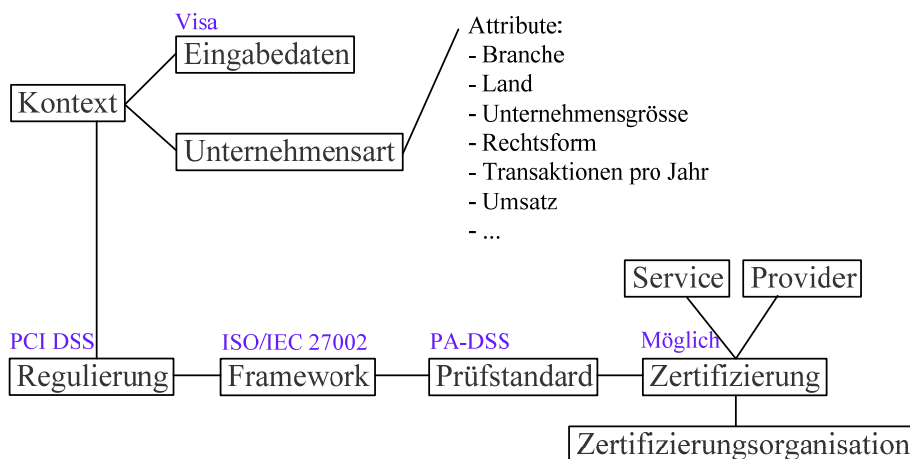 Visa
Eingabedaten
Kontext
Unternehmensart
Attribute:
- Branche
- Land
- Unternehmensgrösse
- Rechtsform
- Transaktionen pro Jahr
- Umsatz
- ...
Service
Provider
PCI DSS
ISO/IEC 27002
PA-DSS
Möglich
Regulierung
Framework
Prüfstandard
Zertifizierung
Zertifizierungsorganisation